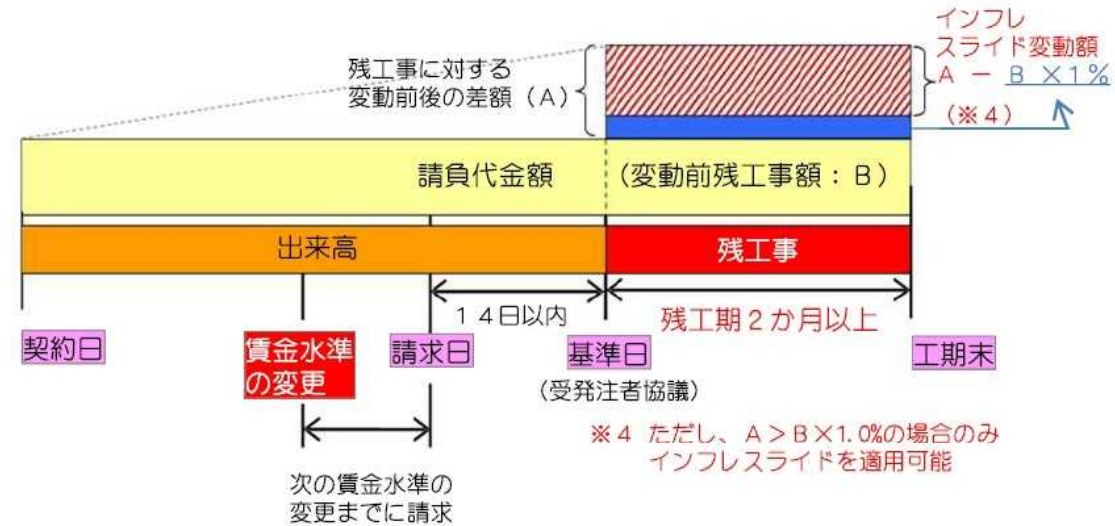 インフレ
スライド変動額
A － B ×1％
(※４)
残工事に対する
変動前後の差額（A）
請負代金額
（変動前残工事額：B）
出来高
残工事
１４日以内
残工期２か月以上
契約日
賃金水準
の変更
請求日
基準日
(受発注者協議)
工期末
次の賃金水準の
変更までに請求
※４ ただし、A＞B×1.0%の場合のみ
インフレスライドを適用可能